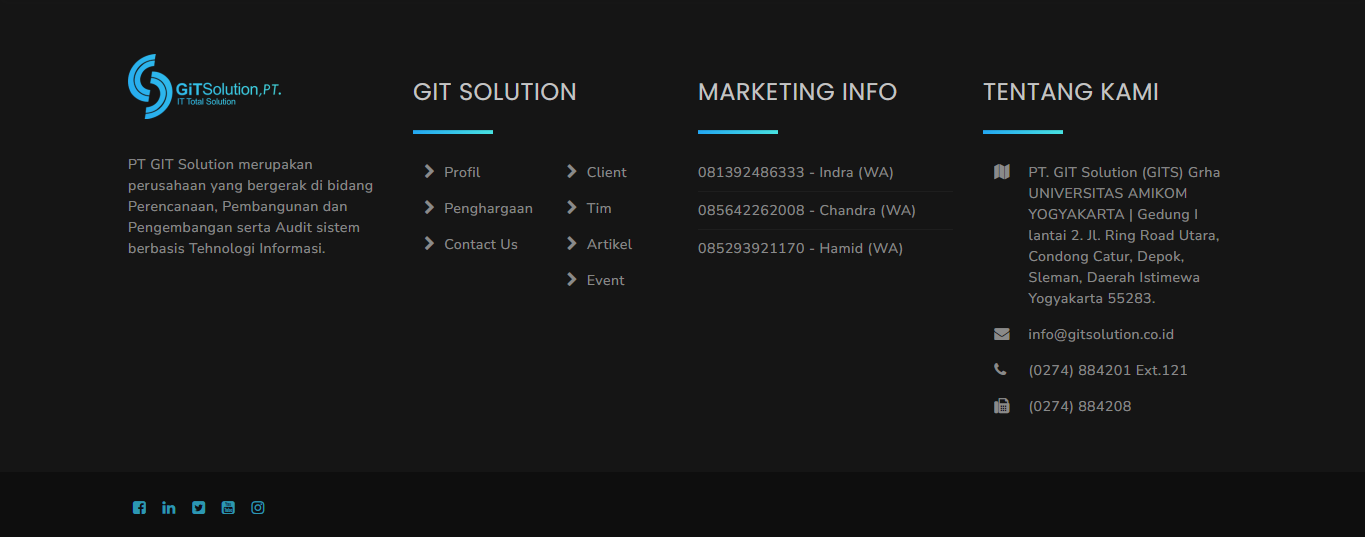 GiTSolution,PT.
IT Total Solution
PT GIT Solution merupakan
perusahaan yang bergerak di bidang
Perencanaan, Pembangunan dan
Pengembangan serta Audit sistem
berbasis Tehnologi Informasi.
GIT SOLUTION
Profil
Penghargaan
Contact Us
Client
Tim
Artikel
Event
MARKETING INFO
081392486333 - Indra (WA)
085642262008 - Chandra (WA)
085293921170 - Hamid (WA)
TENTANG KAMI
PT. GIT Solution (GITS) Grha
UNIVERSITAS AMIKOM
YOGYAKARTA | Gedung I
lantai 2. Jl. Ring Road Utara,
Condong Catur, Depok,
Sleman, Daerah Istimewa
Yogyakarta 55283.
info@gitsolution.co.id
(0274) 884201 Ext.121
(0274) 884208